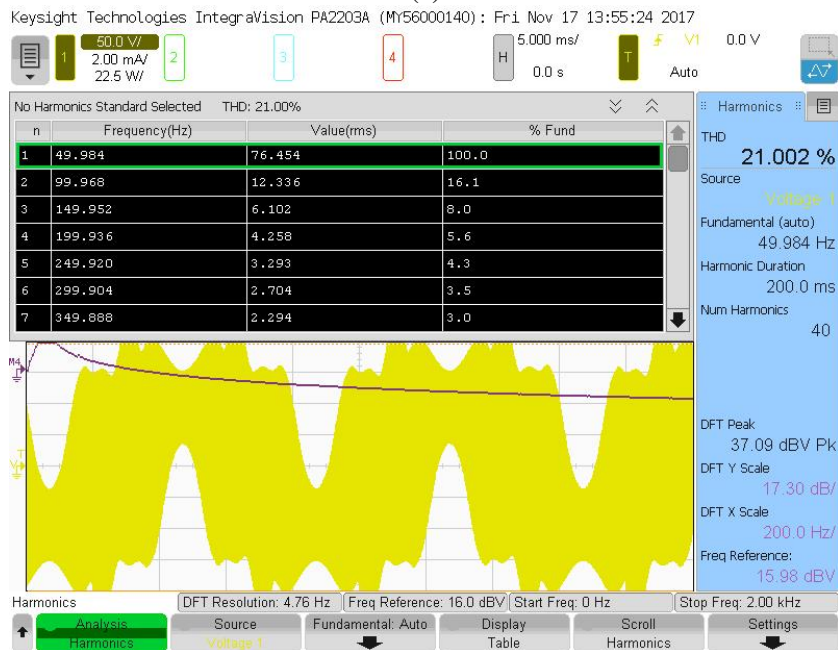 Keysight Technologies IntegraVision PA2203A (MY56000140): Fri Nov 17 13:55:24 2017
1 50.0 V/ 2 3 4 H 5.000 ms/ T V1 0.0 V
2.00 mA/ 0.0 s Auto
22.5 W/
No Harmonics Standard Selected THD: 21.00%
n Frequency(Hz) Value(rms) % Fund
1 49.984 76.454 100.0
2 99.968 12.336 16.1
3 149.952 6.102 8.0
4 199.936 4.258 5.6
5 249.920 3.293 4.3
6 299.904 2.704 3.5
7 349.888 2.294 3.0
Harmonics
THD
21.002 %
Source
Voltage 1
Fundamental (auto)
49.984 Hz
Harmonic Duration
200.0 ms
Num Harmonics
40
DFT Peak
37.09 dBV Pk
DFT Y Scale
17.30 dB/
DFT X Scale
200.0 Hz/
Freq Reference:
15.98 dBV
M4
T
V1
Harmonics DFT Resolution: 4.76 Hz Freq Reference: 16.0 dBV Start Freq: 0 Hz Stop Freq: 2.00 kHz
Analysis Source Fundamental: Auto Display Scroll Settings
Harmonics Voltage 1 Table Harmonics